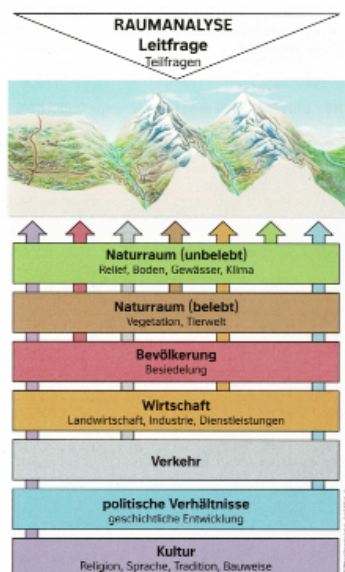 RAUMANALYSE
Leitfrage
Teilfragen
Naturraum (unbelebt)
Relief, Boden, Gewässer, Klima
Naturraum (belebt)
Vegetation, Tierwelt
Bevölkerung
Besiedelung
Wirtschaft
Landwirtschaft, Industrie, Dienstleistungen
Verkehr
politische Verhältnisse
geschichtliche Entwicklung
Kultur
Religion, Sprache, Tradition, Bauweise